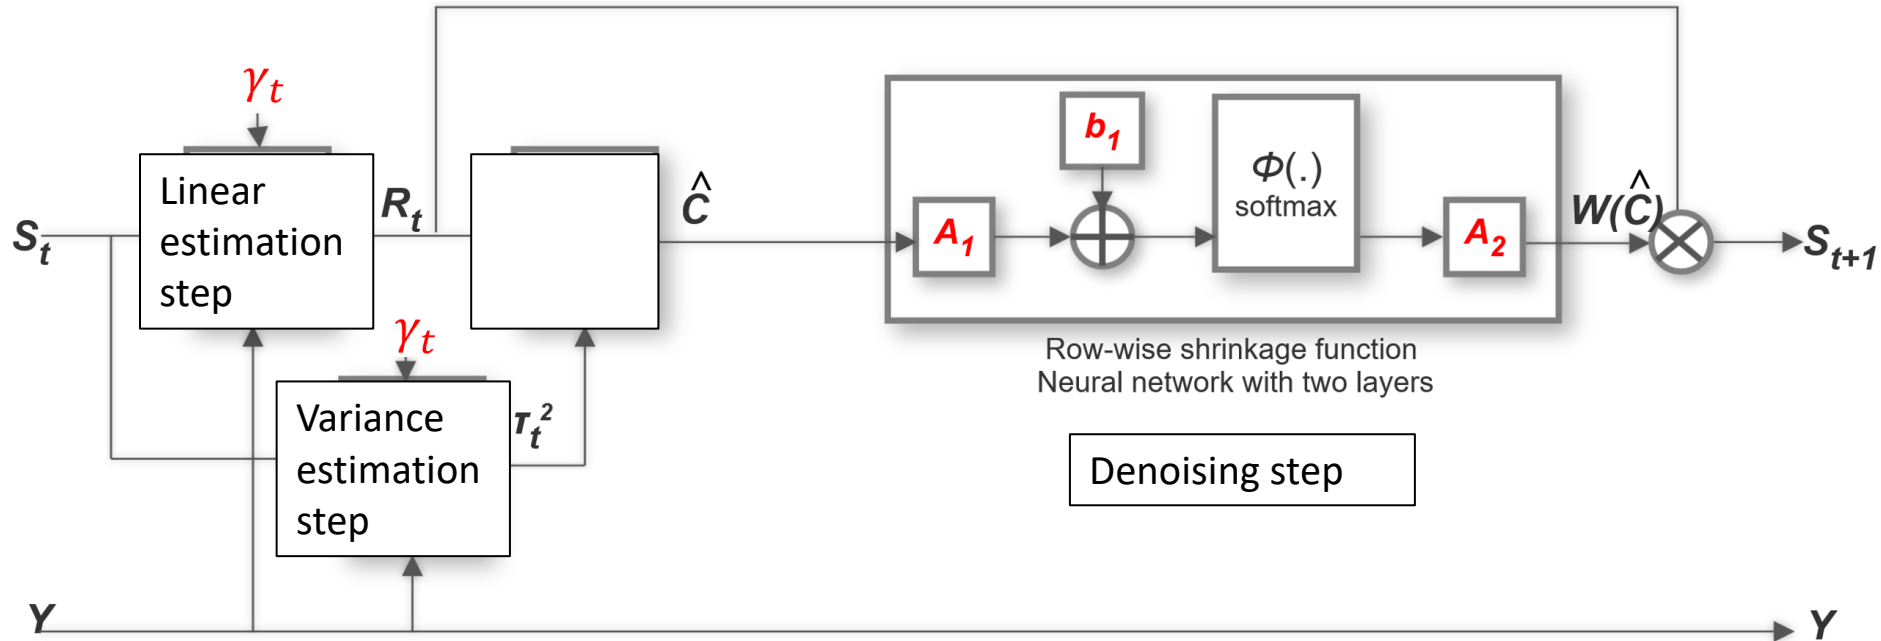 γt
b1
Φ(.)
softmax
Linear
estimation
step
Rt
Ĉ
A1
A2
W(Ĉ)
St
St+1
γt
Row-wise shrinkage function
Neural network with two layers
Variance
estimation
step
τt2
Denoising step
Y
Y